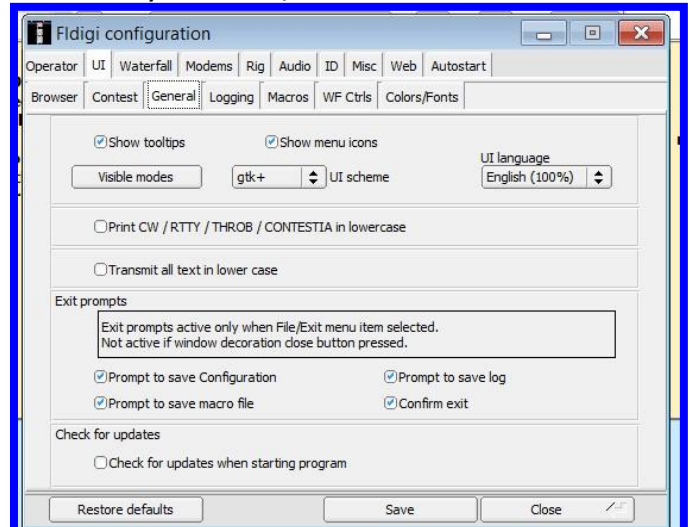 Fldigi configuration
Operator UI Waterfall Modems Rig Audio ID Misc Web Autostart
Browser Contest General Logging Macros WF Ctrls Colors/Fonts
Show tooltips Show menu icons
UI language
Visible modes gtk+ UI scheme English (100%)
Print CW / RTTY / THROB / CONTESTIA in lowercase
Transmit all text in lower case
Exit prompts
Exit prompts active only when File/Exit menu item selected.
Not active if window decoration close button pressed.
Prompt to save Configuration Prompt to save log
Prompt to save macro file Confirm exit
Check for updates
Check for updates when starting program
Restore defaults Save Close